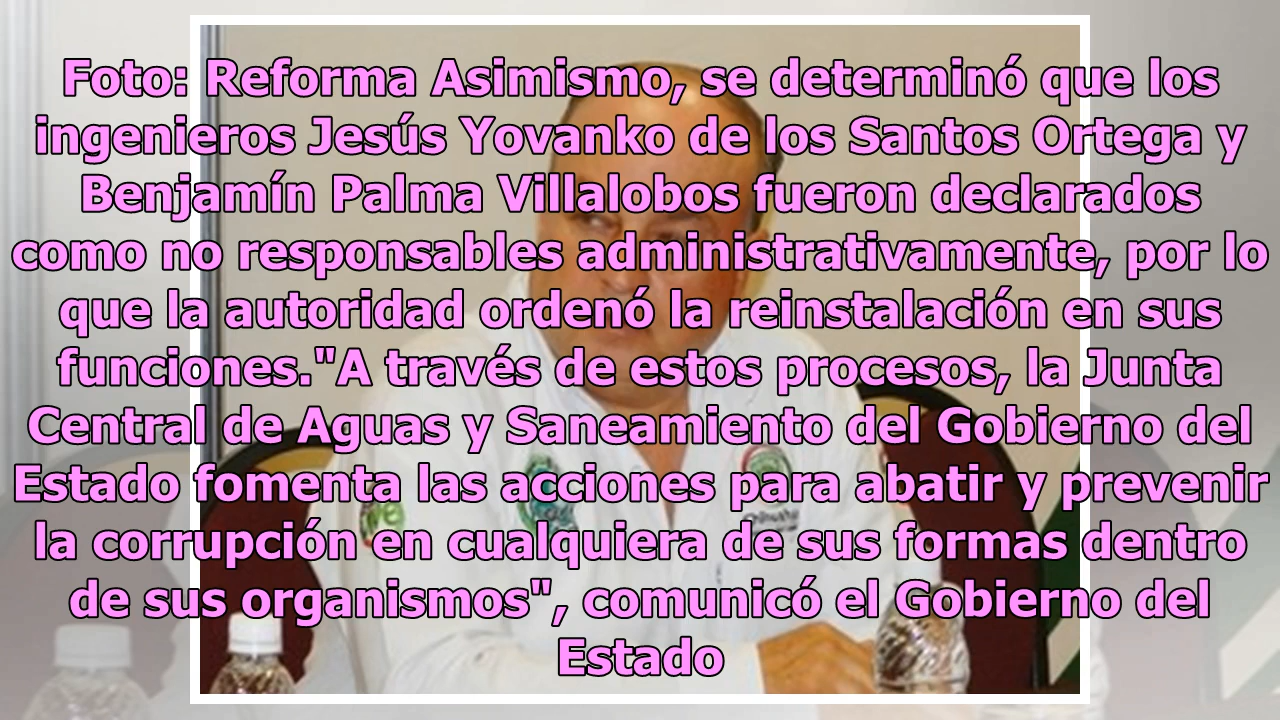 Foto: Reforma Asimismo, se determinó que los
ingenieros Jesús Yovanko de los Santos Ortega y
Benjamín Palma Villalobos fueron declarados
como no responsables administrativamente, por lo
que la autoridad ordenó la reinstalación en sus
funciones."A través de estos procesos, la Junta
Central de Aguas y Saneamiento del Gobierno del
Estado fomenta las acciones para abatir y prevenir
la corrupción en cualquiera de sus formas dentro
de sus organismos", comunicó el Gobierno del
Estado